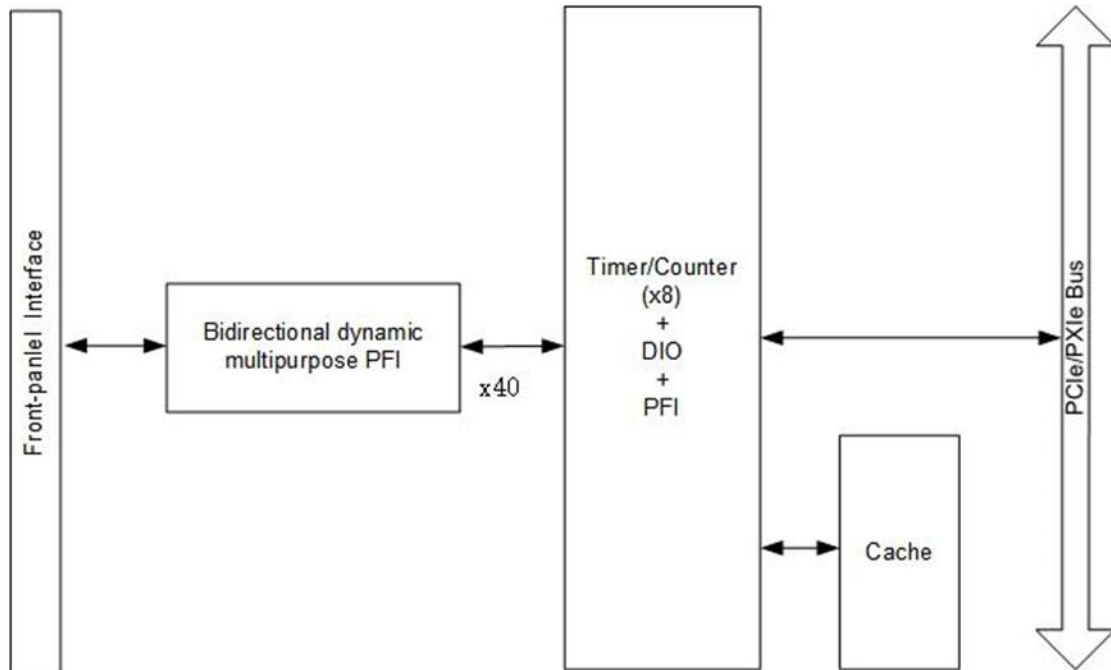 Front-panlel Interface
Bidirectional dynamic
multipurpose PFI
x40
Timer/Counter
(x8)
+
DIO
+
PFI
Cache
PCIe/PXIe Bus